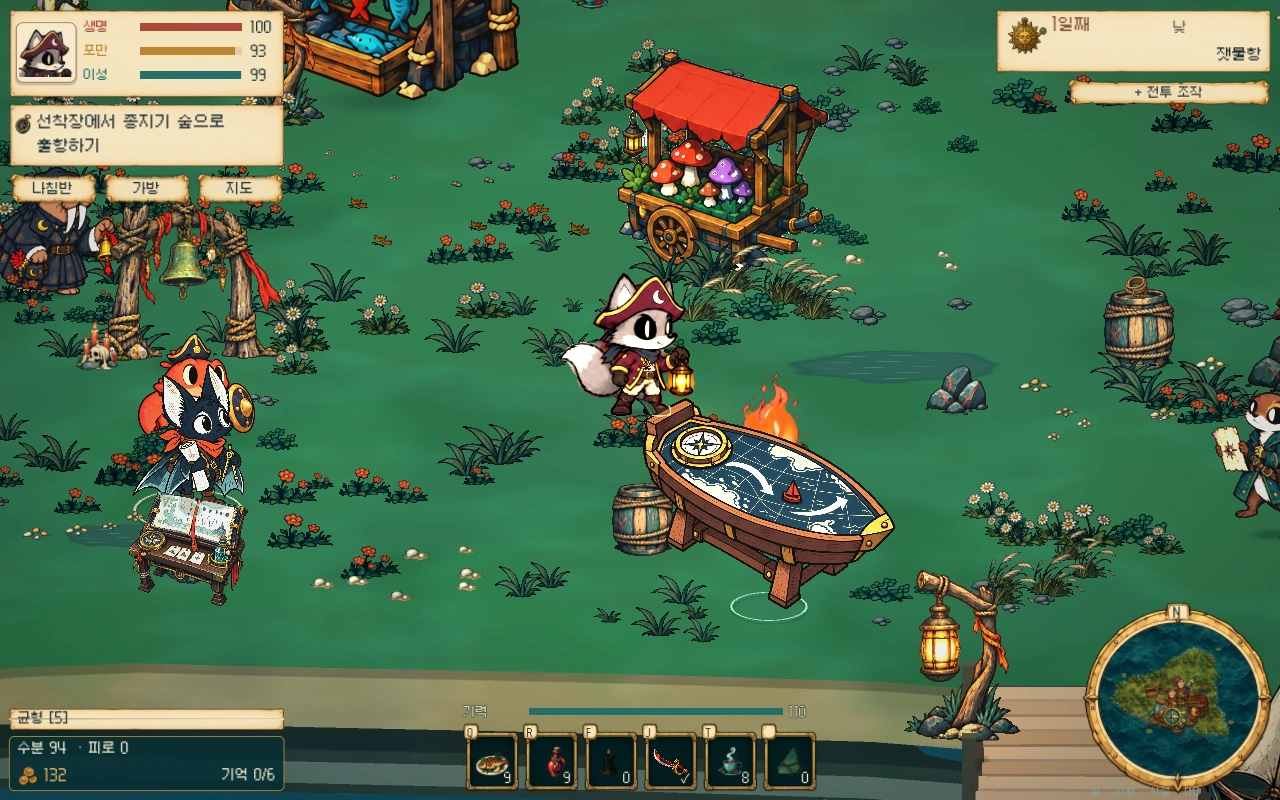 생명 100
포만 93
이성 99
선착장에서 종지기 숲으로
출항하기
나침반 가방 지도
1일째 낮
잿물항
+ 전투 조작
N
균형 [5]
수분 94 · 피로 0
132 기억 0/6
기력 110
Q R F J T
9 9 0 ✓ 8 0